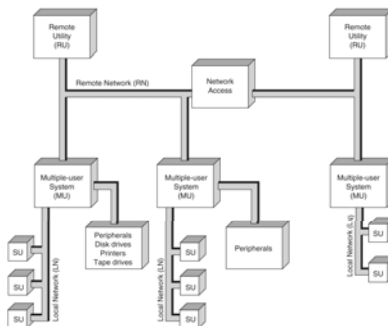 Remote
Utility
(RU)
Remote
Utility
(RU)
Remote Network (RN)
Network
Access
Multiple-user
System
(MU)
Multiple-user
System
(MU)
Multiple-user
System
(MU)
Peripherals
Disk drives
Printers
Tape drives
Peripherals
SU
SU
SU
Local Network (LN)
SU
SU
SU
Local Network (LN)
SU
SU
Local Network (LN)